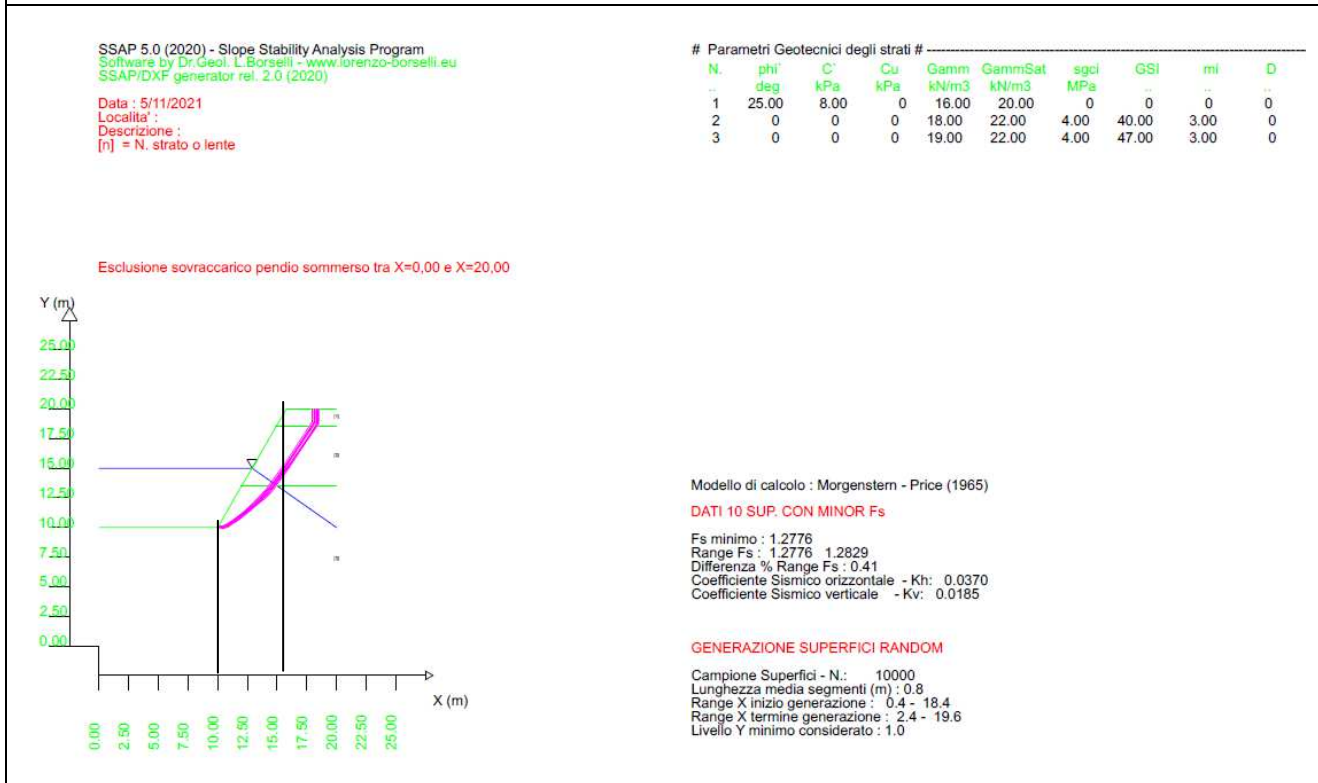 SSAP 5.0 (2020) - Slope Stability Analysis Program
Software by Dr.Geol. L.Borselli - www.lorenzo-borselli.eu
SSAP/DXF generator rel. 2.0 (2020)
Data : 5/11/2021
Localita' :
Descrizione :
[n] = N. strato o lente
# Parametri Geotecnici degli strati #
N. phi` C` Cu Gamm GammSat sgci GSI mi D
.. deg kPa kPa kN/m3 kN/m3 MPa .. .. ..
1 25.00 8.00 0 16.00 20.00 0 0 0 0
2 0 0 0 18.00 22.00 4.00 40.00 3.00 0
3 0 0 0 19.00 22.00 4.00 47.00 3.00 0
Esclusione sovraccarico pendio sommerso tra X=0,00 e X=20,00
Y (m)
25.00
22.50
20.00
17.50
15.00
12.50
10.00
7.50
5.00
2.50
0.00
X (m)
0.00 2.50 5.00 7.50 10.00 12.50 15.00 17.50 20.00 22.50 25.00
Modello di calcolo : Morgenstern - Price (1965)
DATI 10 SUP. CON MINOR Fs
Fs minimo : 1.2776
Range Fs : 1.2776 1.2829
Differenza % Range Fs : 0.41
Coefficiente Sismico orizzontale - Kh: 0.0370
Coefficiente Sismico verticale - Kv: 0.0185
GENERAZIONE SUPERFICI RANDOM
Campione Superfici - N.: 10000
Lunghezza media segmenti (m) : 0.8
Range X inizio generazione : 0.4 - 18.4
Range X termine generazione : 2.4 - 19.6
Livello Y minimo considerato : 1.0